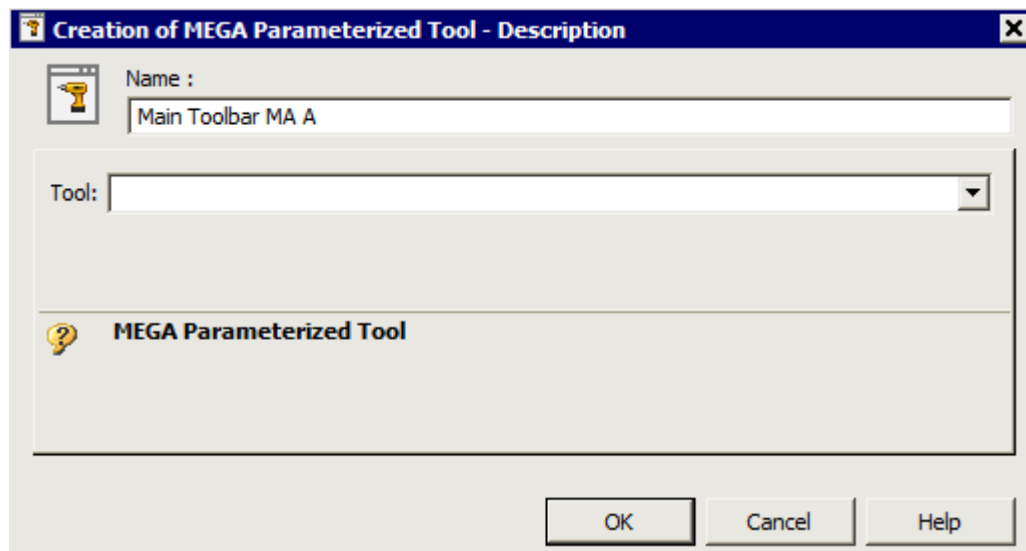 Creation of MEGA Parameterized Tool - Description
Name :
Main Toolbar MA A
Tool:
MEGA Parameterized Tool
OK Cancel Help